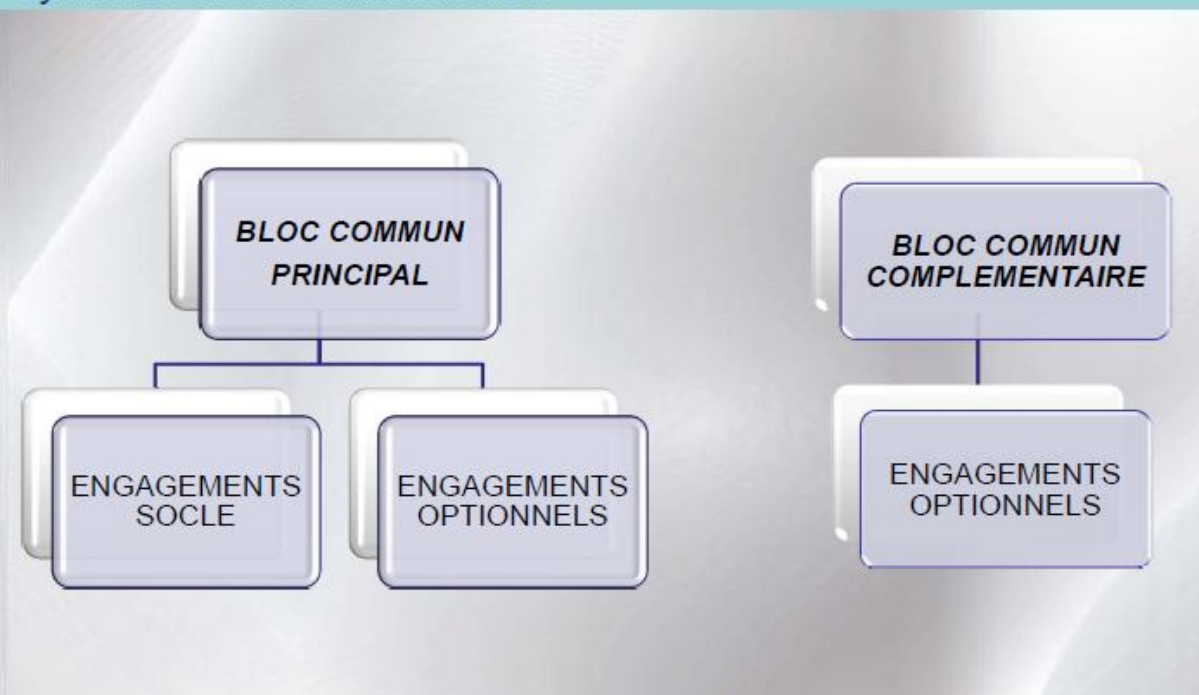 BLOC COMMUN
PRINCIPAL
BLOC COMMUN
COMPLEMENTAIRE
ENGAGEMENTS
SOCLE
ENGAGEMENTS
OPTIONNELS
ENGAGEMENTS
OPTIONNELS